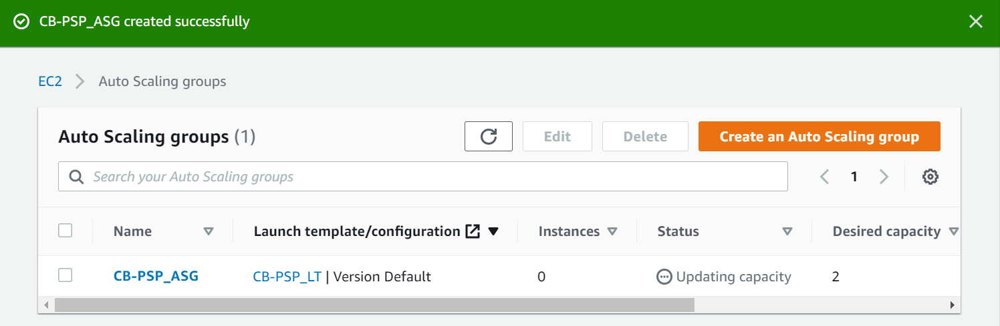 CB-PSP_ASG created successfully
EC2 Auto Scaling groups
Auto Scaling groups (1) Edit Delete Create an Auto Scaling group
Search your Auto Scaling groups 1
Name Launch template/configuration Instances Status Desired capacity
CB-PSP_ASG CB-PSP_LT | Version Default 0 Updating capacity 2